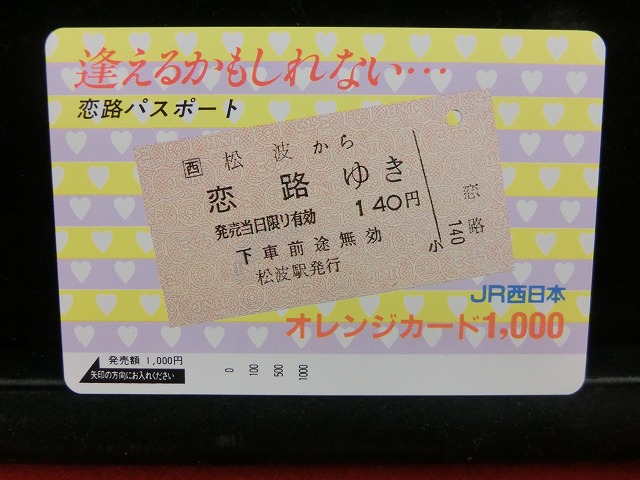 逢えるかもしれない・・・
恋路パスポート
西 松波から
恋路ゆき
発売当日限り有効 140円
下車前途無効
松波駅発行
小
恋路
140
JR西日本
オレンジカード1,000
発売額 1,000円
矢印の方向にお入れください
0 100 500 1000